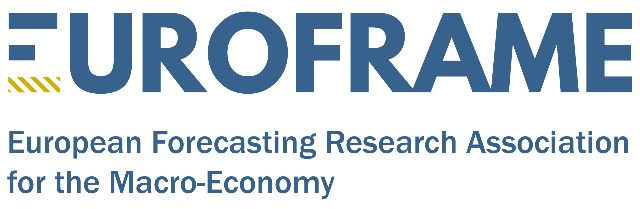 EUROFRAME
European Forecasting Research Association
for the Macro-Economy